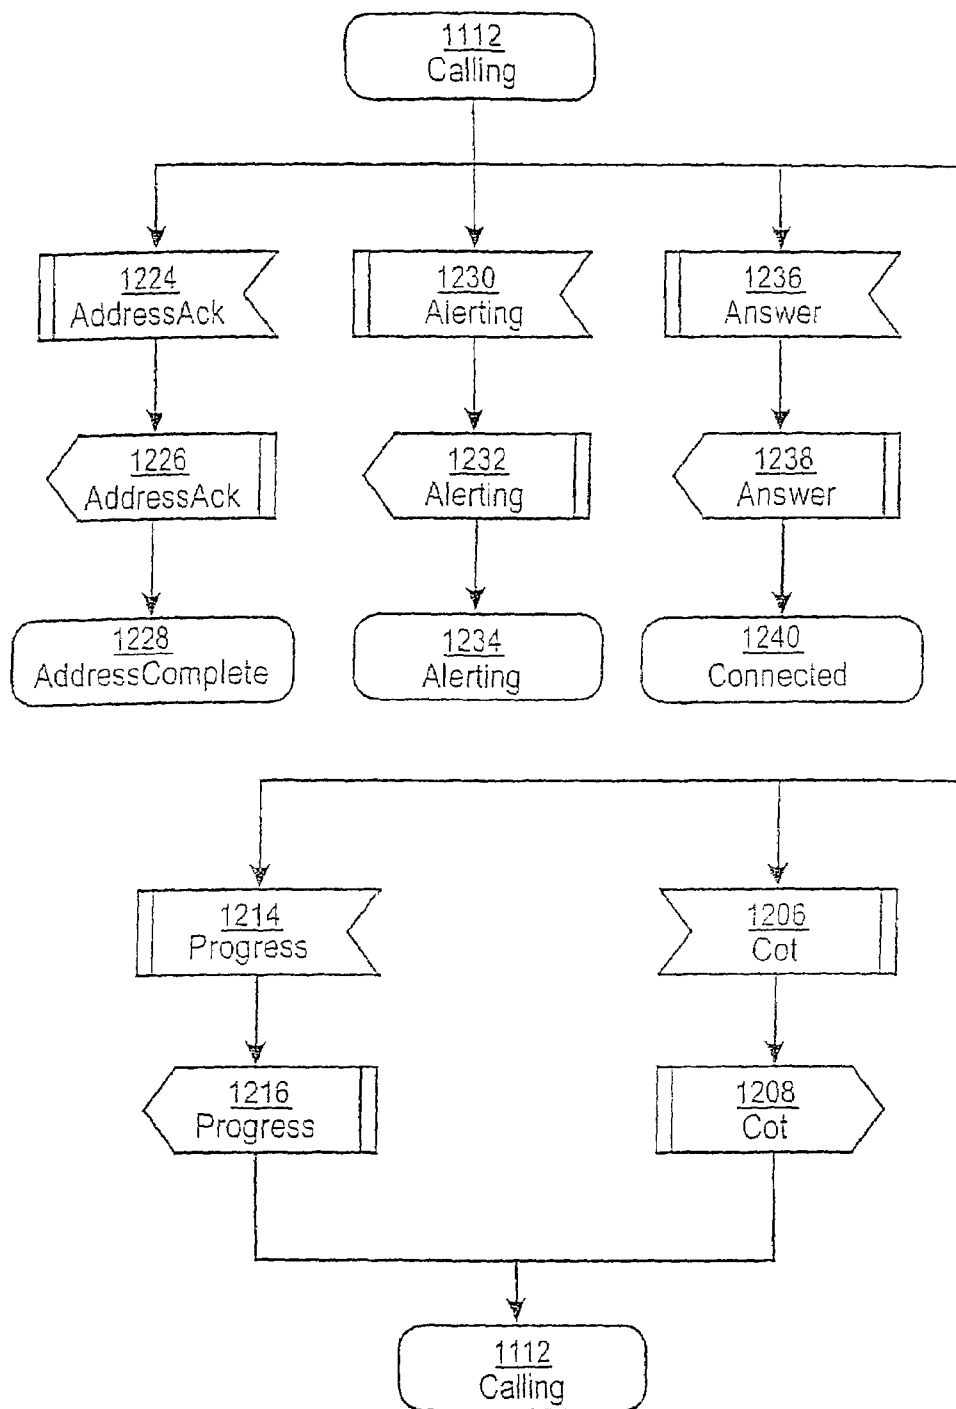 1112
Calling
1224
AddressAck
1230
Alerting
1236
Answer
1226
AddressAck
1232
Alerting
1238
Answer
1228
AddressComplete
1234
Alerting
1240
Connected
1214
Progress
1206
Cot
1216
Progress
1208
Cot
1112
Calling